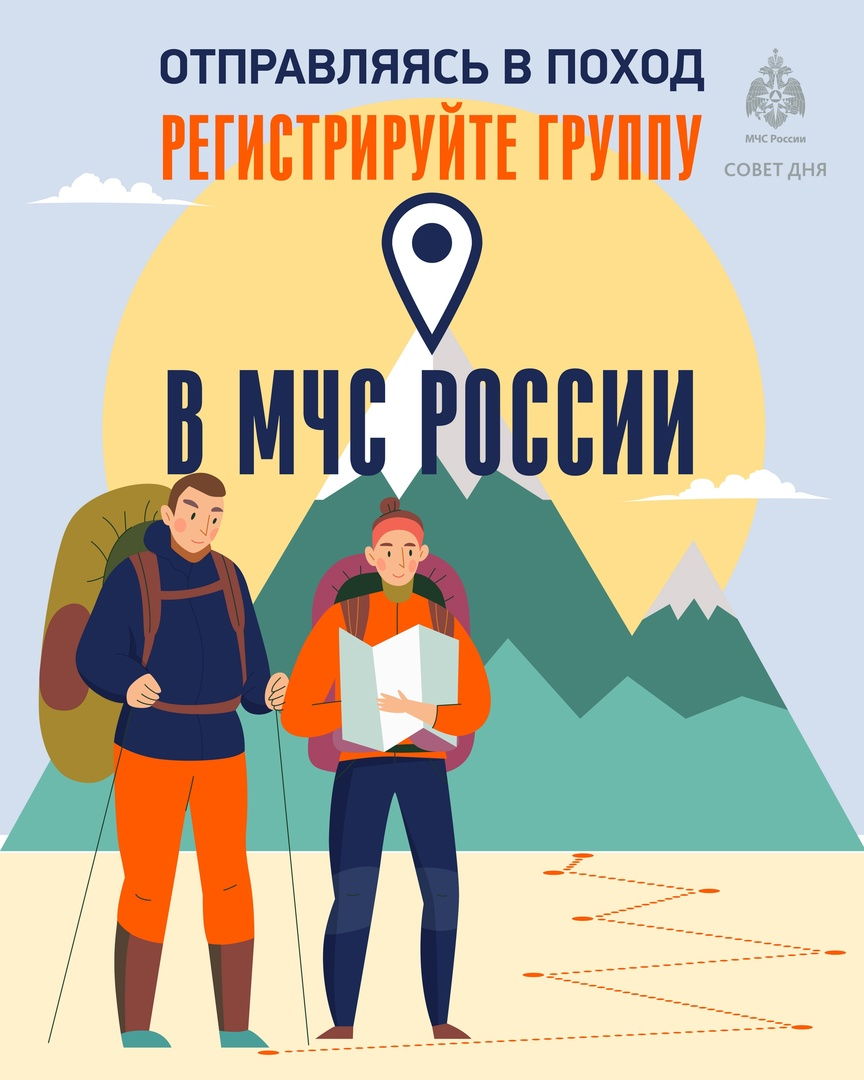 ОТПРАВЛЯЯСЬ В ПОХОД
РЕГИСТРИРУЙТЕ ГРУППУ
В МЧС РОССИИ
МЧС России
СОВЕТ ДНЯ